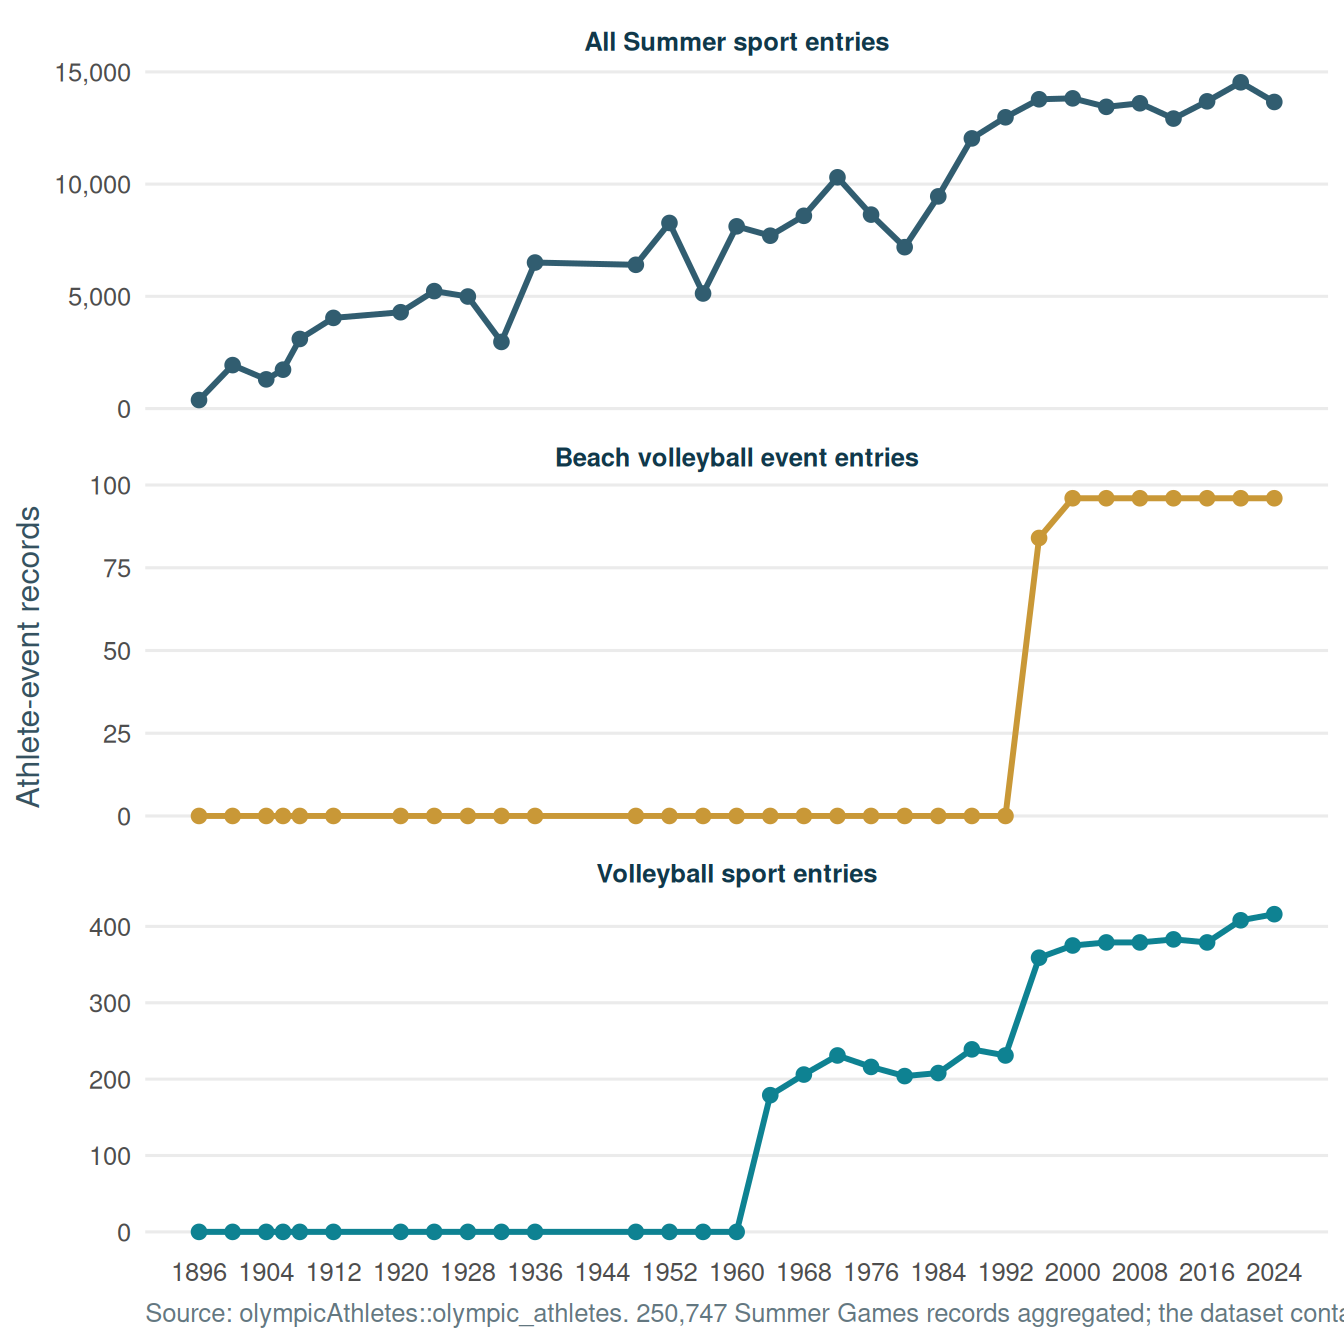 All Summer sport entries
15,000
10,000
5,000
0
Beach volleyball event entries
100
75
50
25
0
Athlete-event records
Volleyball sport entries
400
300
200
100
0
1896 1904 1912 1920 1928 1936 1944 1952 1960 1968 1976 1984 1992 2000 2008 2016 2024
Source: olympicAthletes::olympic_athletes. 250,747 Summer Games records aggregated; the dataset